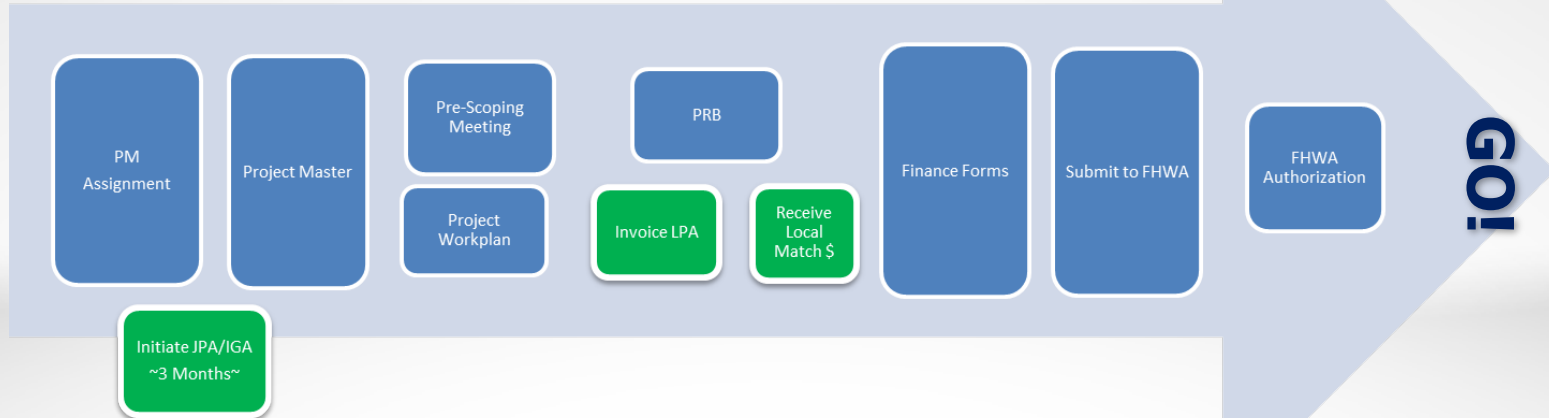 PM
Assignment
Project Master
Pre-Scoping
Meeting
Project
Workplan
PRB
Invoice LPA
Receive
Local
Match $
Finance Forms
Submit to FHWA
FHWA
Authorization
GO!
Initiate JPA/IGA
~3 Months~